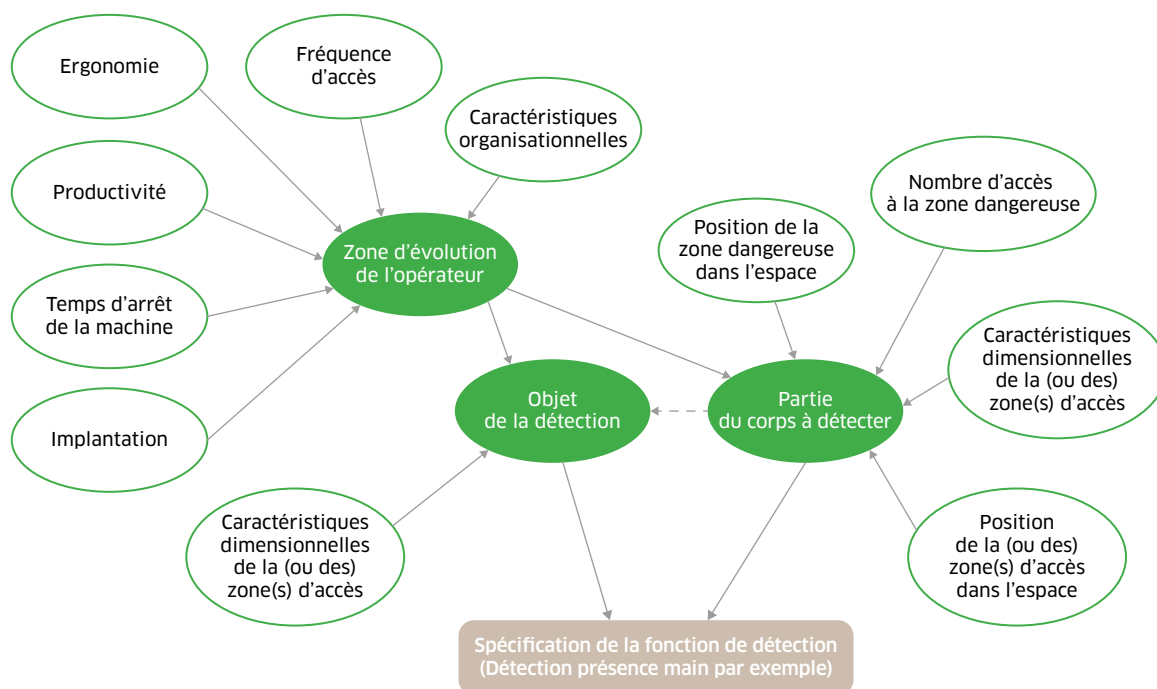 Ergonomie
Fréquence
d'accès
Caractéristiques
organisationnelles
Productivité
Nombre d'accès
à la zone dangereuse
Position de la
zone dangereuse
dans l'espace
Zone d'évolution
de l'opérateur
Temps d'arrêt
de la machine
Caractéristiques
dimensionnelles
de la (ou des)
zone(s) d'accès
Objet
de la détection
Partie
du corps à détecter
Implantation
Caractéristiques
dimensionnelles
de la (ou des)
zone(s) d'accès
Position
de la (ou des)
zone(s) d'accès
dans l'espace
Spécification de la fonction de détection
(Détection présence main par exemple)